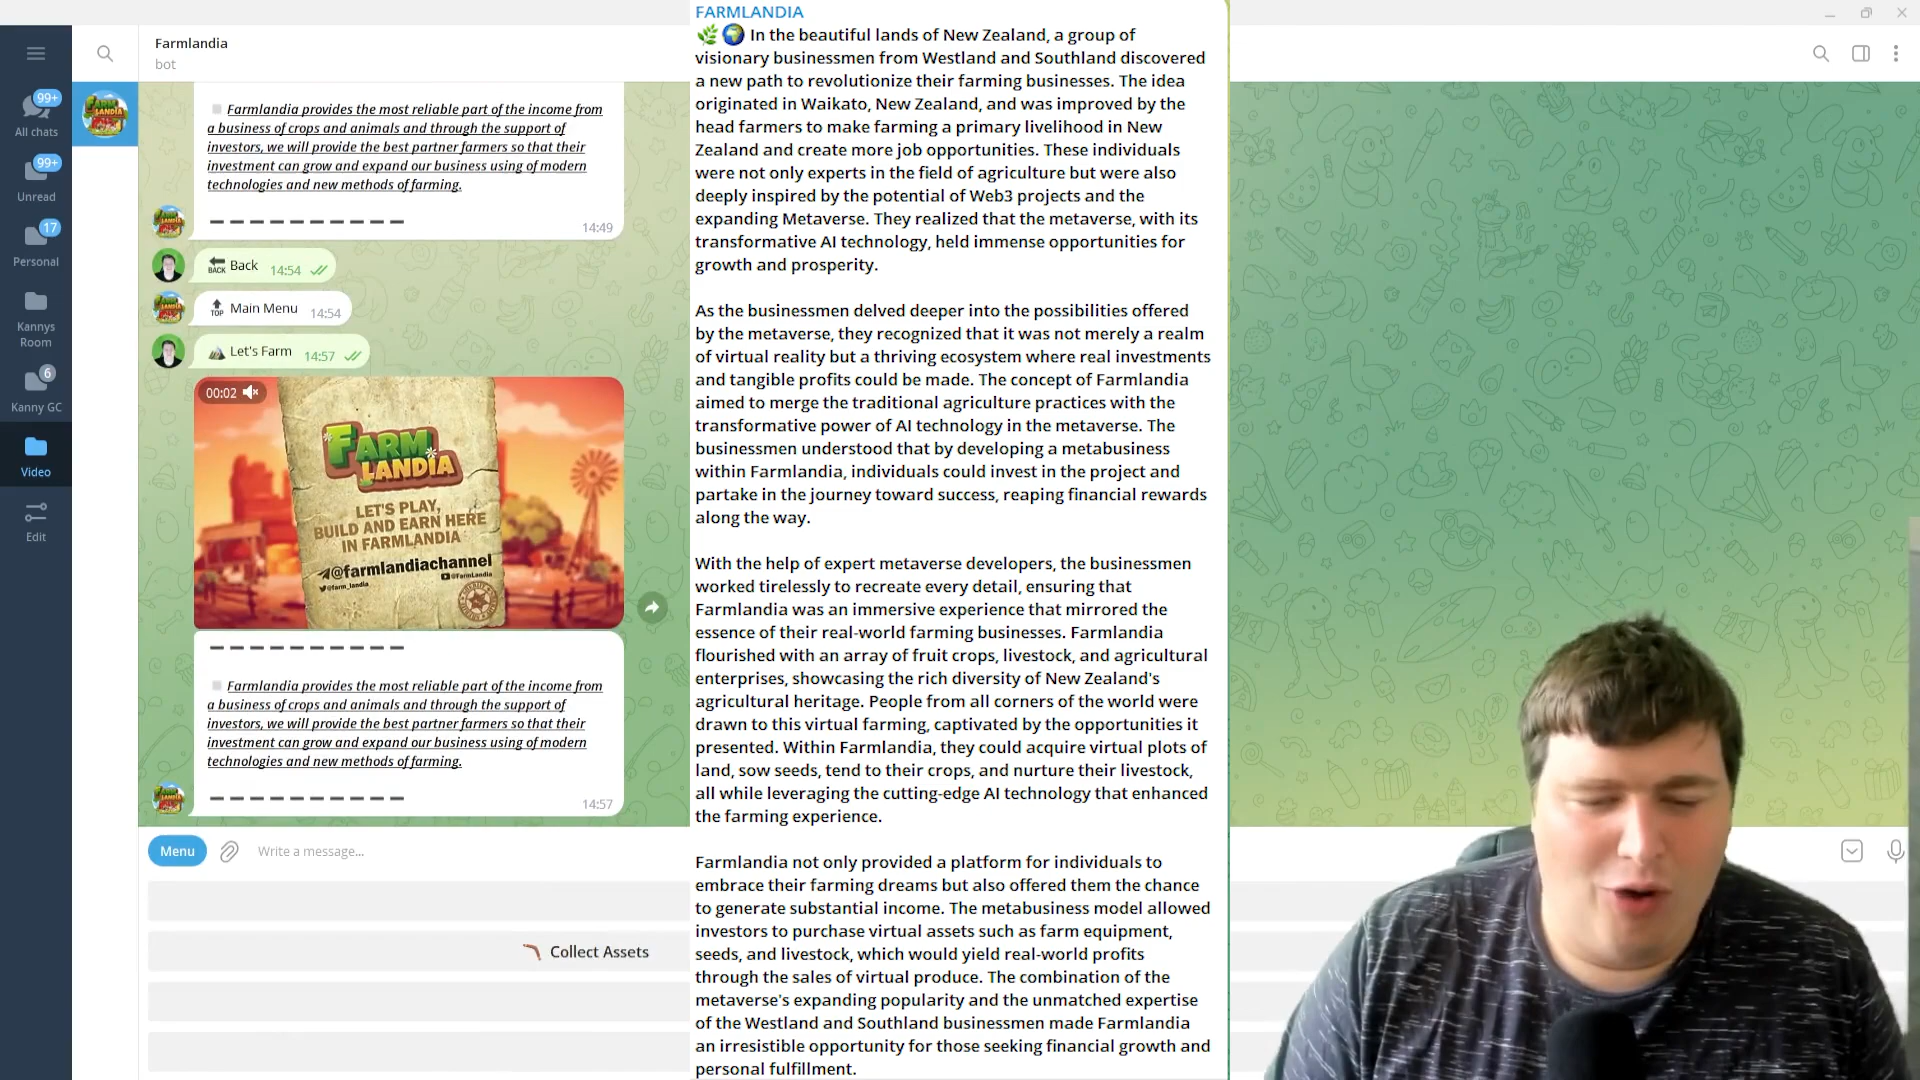 Farmlandia
bot
99+
All chats
99+
Unread
17
Personal
Kannys
Room
6
Kanny GC
Video
Edit
Farmlandia provides the most reliable part of the income from
a business of crops and animals and through the support of
investors, we will provide the best partner farmers so that their
investment can grow and expand our business using of modern
technologies and new methods of farming.
14:49
BACK Back 14:54
TOP Main Menu 14:54
Let's Farm 14:57
00:02
FARM
LANDIA
LET'S PLAY,
BUILD AND EARN HERE
IN FARMLANDIA
@farmlandiachannel
@farm_landia @FarmLandia
Farmlandia provides the most reliable part of the income from
a business of crops and animals and through the support of
investors, we will provide the best partner farmers so that their
investment can grow and expand our business using of modern
technologies and new methods of farming.
14:57
Menu
Write a message...
Collect Assets
FARMLANDIA
In the beautiful lands of New Zealand, a group of
visionary businessmen from Westland and Southland discovered
a new path to revolutionize their farming businesses. The idea
originated in Waikato, New Zealand, and was improved by the
head farmers to make farming a primary livelihood in New
Zealand and create more job opportunities. These individuals
were not only experts in the field of agriculture but were also
deeply inspired by the potential of Web3 projects and the
expanding Metaverse. They realized that the metaverse, with its
transformative AI technology, held immense opportunities for
growth and prosperity.
As the businessmen delved deeper into the possibilities offered
by the metaverse, they recognized that it was not merely a realm
of virtual reality but a thriving ecosystem where real investments
and tangible profits could be made. The concept of Farmlandia
aimed to merge the traditional agriculture practices with the
transformative power of AI technology in the metaverse. The
businessmen understood that by developing a metabusiness
within Farmlandia, individuals could invest in the project and
partake in the journey toward success, reaping financial rewards
along the way.
With the help of expert metaverse developers, the businessmen
worked tirelessly to recreate every detail, ensuring that
Farmlandia was an immersive experience that mirrored the
essence of their real-world farming businesses. Farmlandia
flourished with an array of fruit crops, livestock, and agricultural
enterprises, showcasing the rich diversity of New Zealand's
agricultural heritage. People from all corners of the world were
drawn to this virtual farming, captivated by the opportunities it
presented. Within Farmlandia, they could acquire virtual plots of
land, sow seeds, tend to their crops, and nurture their livestock,
all while leveraging the cutting-edge AI technology that enhanced
the farming experience.
Farmlandia not only provided a platform for individuals to
embrace their farming dreams but also offered them the chance
to generate substantial income. The metabusiness model allowed
investors to purchase virtual assets such as farm equipment,
seeds, and livestock, which would yield real-world profits
through the sales of virtual produce. The combination of the
metaverse's expanding popularity and the unmatched expertise
of the Westland and Southland businessmen made Farmlandia
an irresistible opportunity for those seeking financial growth and
personal fulfillment.